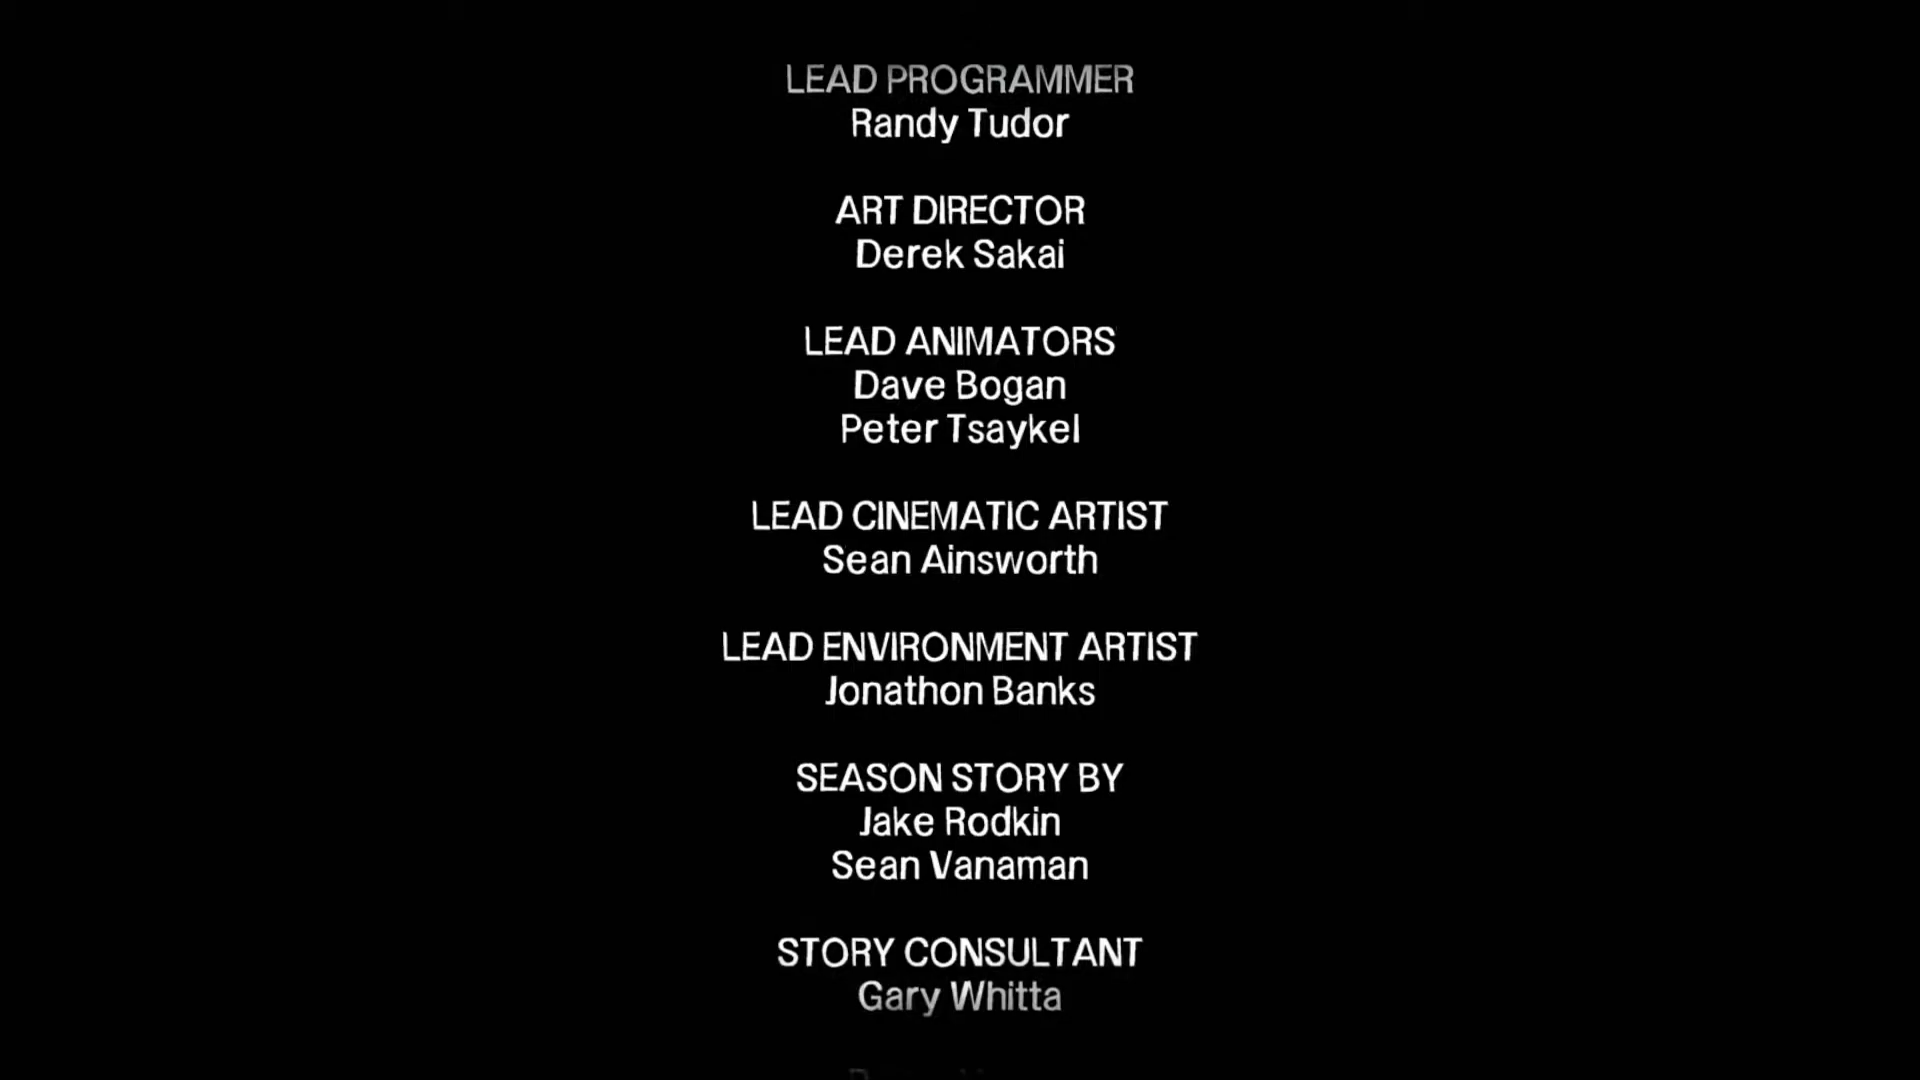 LEAD PROGRAMMER
Randy Tudor
ART DIRECTOR
Derek Sakai
LEAD ANIMATORS
Dave Bogan
Peter Tsaykel
LEAD CINEMATIC ARTIST
Sean Ainsworth
LEAD ENVIRONMENT ARTIST
Jonathon Banks
SEASON STORY BY
Jake Rodkin
Sean Vanaman
STORY CONSULTANT
Gary Whitta